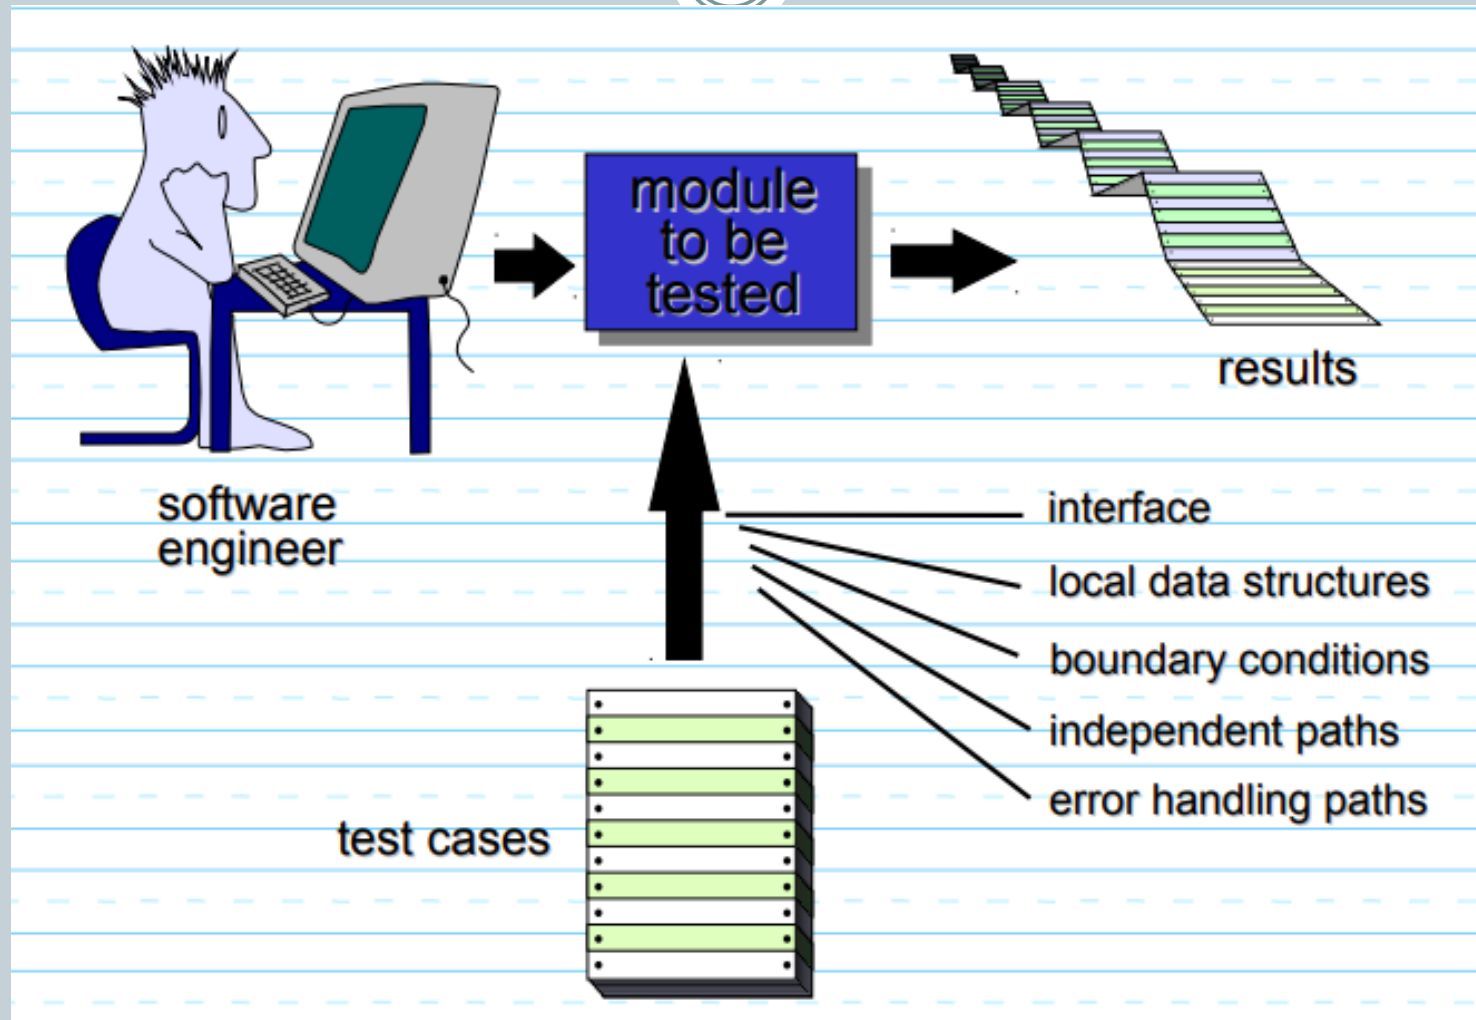 module
to be
tested
results
software
engineer
interface
local data structures
boundary conditions
independent paths
error handling paths
test cases